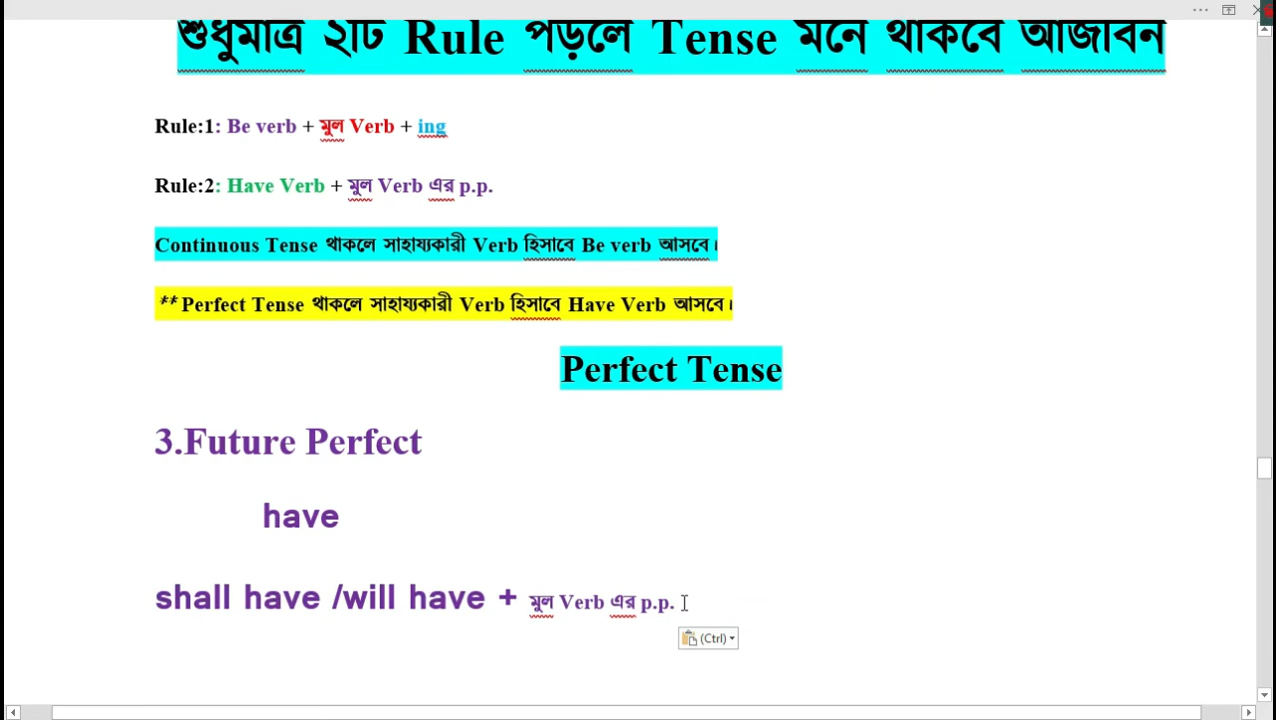 শুধুমাত্র ২টি Rule পড়লে Tense মনে থাকবে আজীবন
Rule:1: Be verb + মুল Verb + ing
Rule:2: Have Verb + মুল Verb এর p.p.
Continuous Tense থাকলে সাহায্যকারী Verb হিসাবে Be verb আসবে।
** Perfect Tense থাকলে সাহায্যকারী Verb হিসাবে Have Verb আসবে।
Perfect Tense
3.Future Perfect
have
shall have /will have + মুল Verb এর p.p.
(Ctrl)